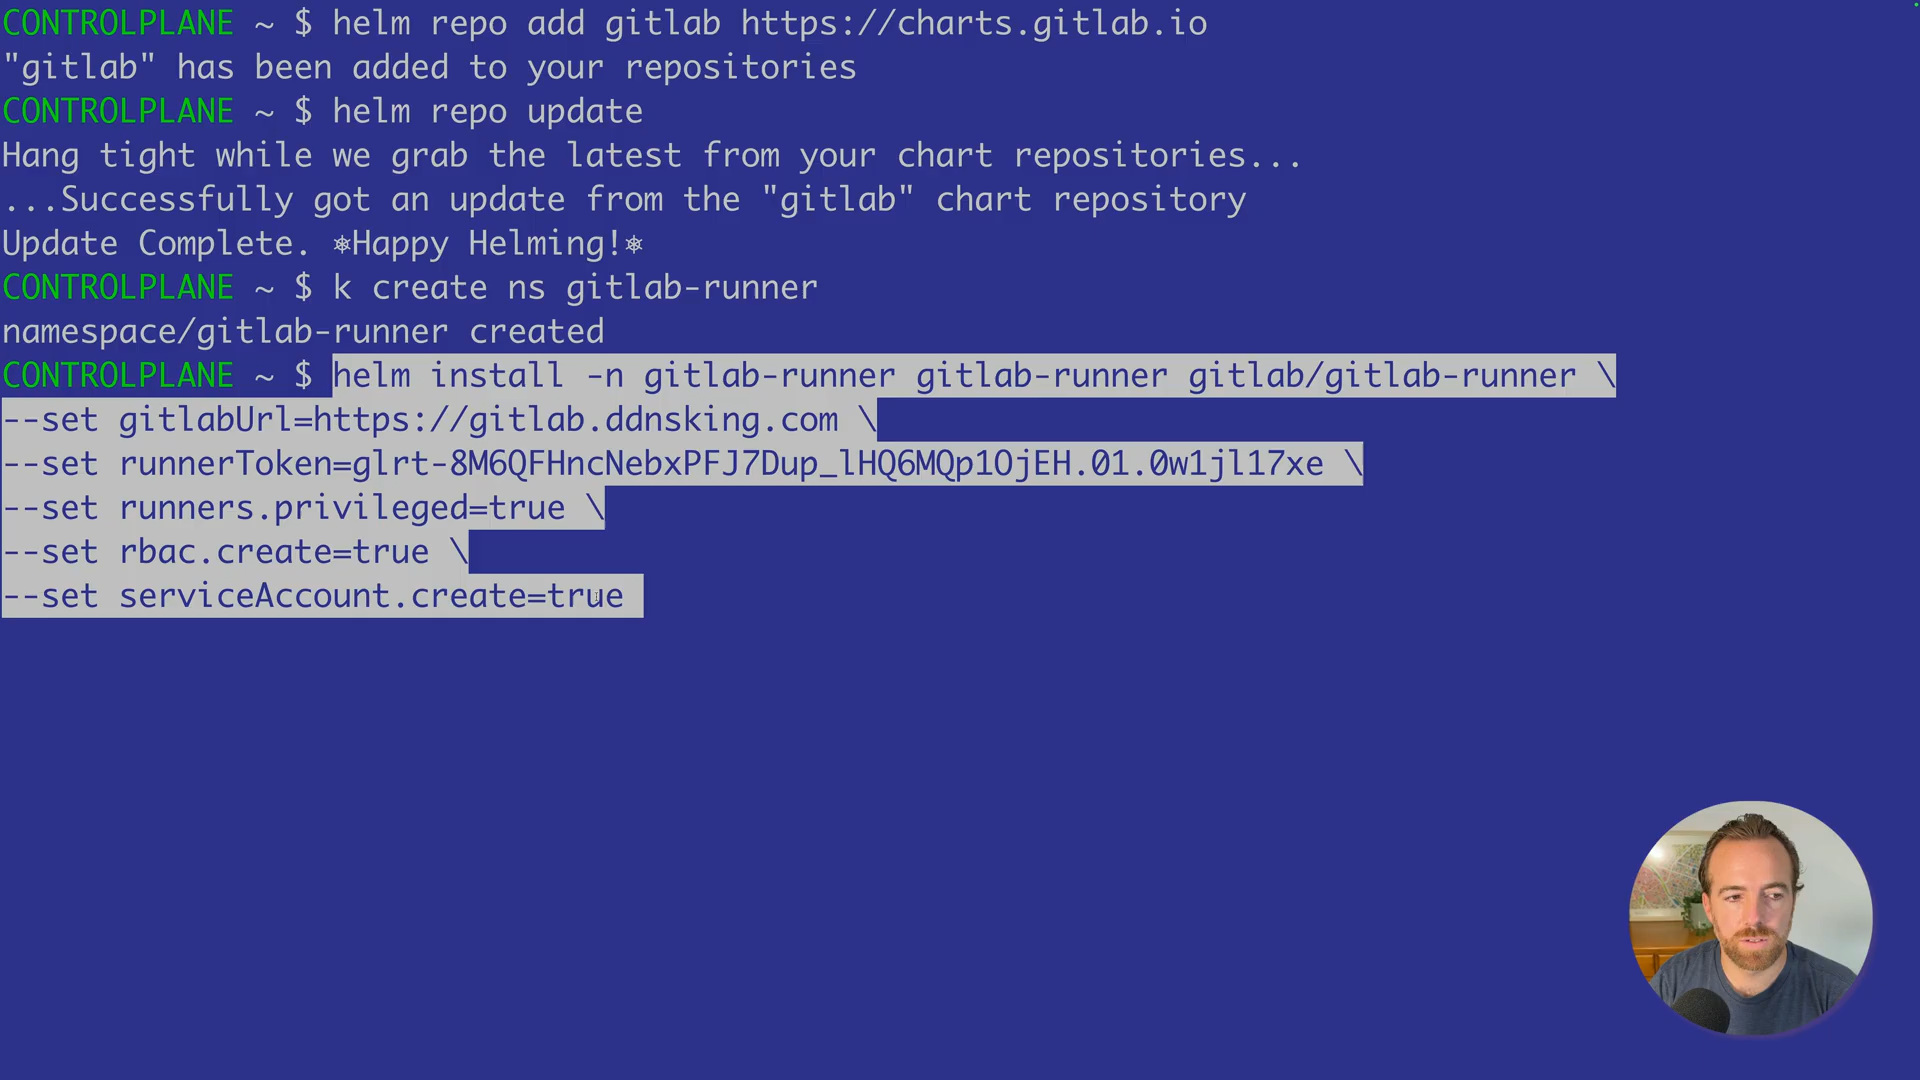 CONTROLPLANE ~ $ helm repo add gitlab https://charts.gitlab.io
"gitlab" has been added to your repositories
CONTROLPLANE ~ $ helm repo update
Hang tight while we grab the latest from your chart repositories...
...Successfully got an update from the "gitlab" chart repository
Update Complete. ⎈Happy Helming!⎈
CONTROLPLANE ~ $ k create ns gitlab-runner
namespace/gitlab-runner created
CONTROLPLANE ~ $ helm install -n gitlab-runner gitlab-runner gitlab/gitlab-runner \
--set gitlabUrl=https://gitlab.ddnsking.com \
--set runnerToken=glrt-8M6QFHncNebxPFJ7Dup_lHQ6MQp1OjEH.01.0w1jl17xe \
--set runners.privileged=true \
--set rbac.create=true \
--set serviceAccount.create=true